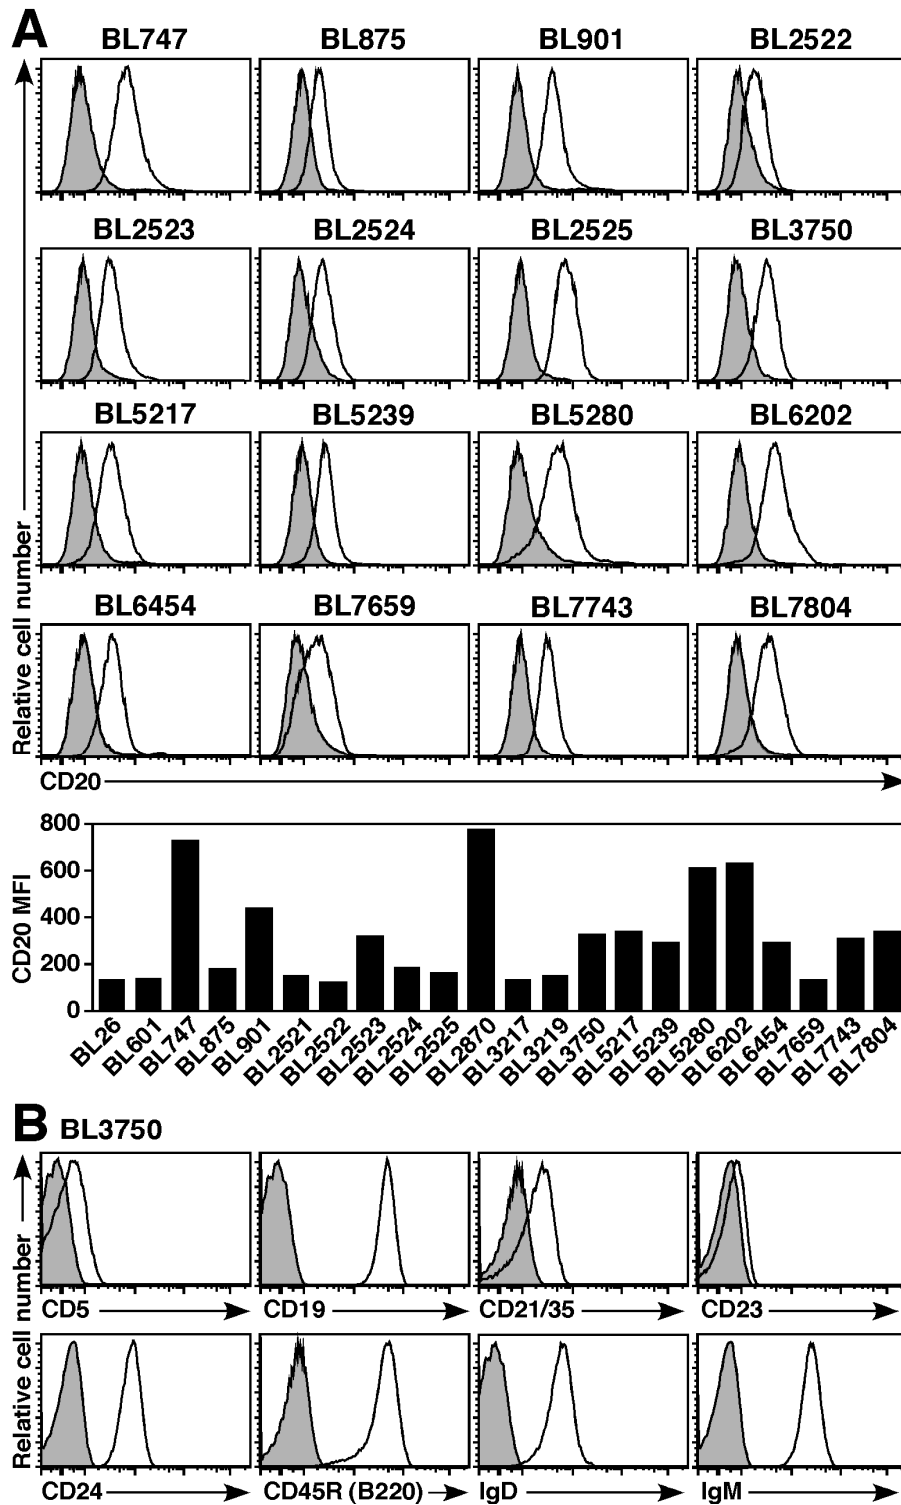 A
BL747 BL875 BL901 BL2522
BL2523 BL2524 BL2525 BL3750
BL5217 BL5239 BL5280 BL6202
BL6454 BL7659 BL7743 BL7804
Relative cell number
CD20
800
600
400
200
0
CD20 MFI
BL26 BL601 BL747 BL875 BL901 BL2521 BL2522 BL2523 BL2524 BL2525 BL2870 BL3217 BL3219 BL3750 BL5217 BL5239 BL5280 BL6202 BL6454 BL7659 BL7743 BL7804
B BL3750
Relative cell number
CD5 CD19 CD21/35 CD23
CD24 CD45R (B220) IgD IgM